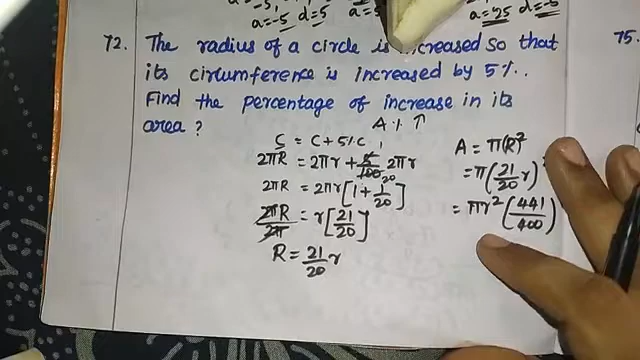 a=-5 d=5
a=25 d=-5
72. The radius of a circle is increased so that
its circumference is increased by 5%.
Find the percentage of increase in its
area?
A % ↑
C = C + 5% C
2πR = 2πr + 5/100 20 2πr
2πR = 2πr [1 + 1/20]
2πR/2π = r [21/20]
R = 21/20 r
A = π(R)²
= π(21/20 r)²
= πr² (441/400)
75.